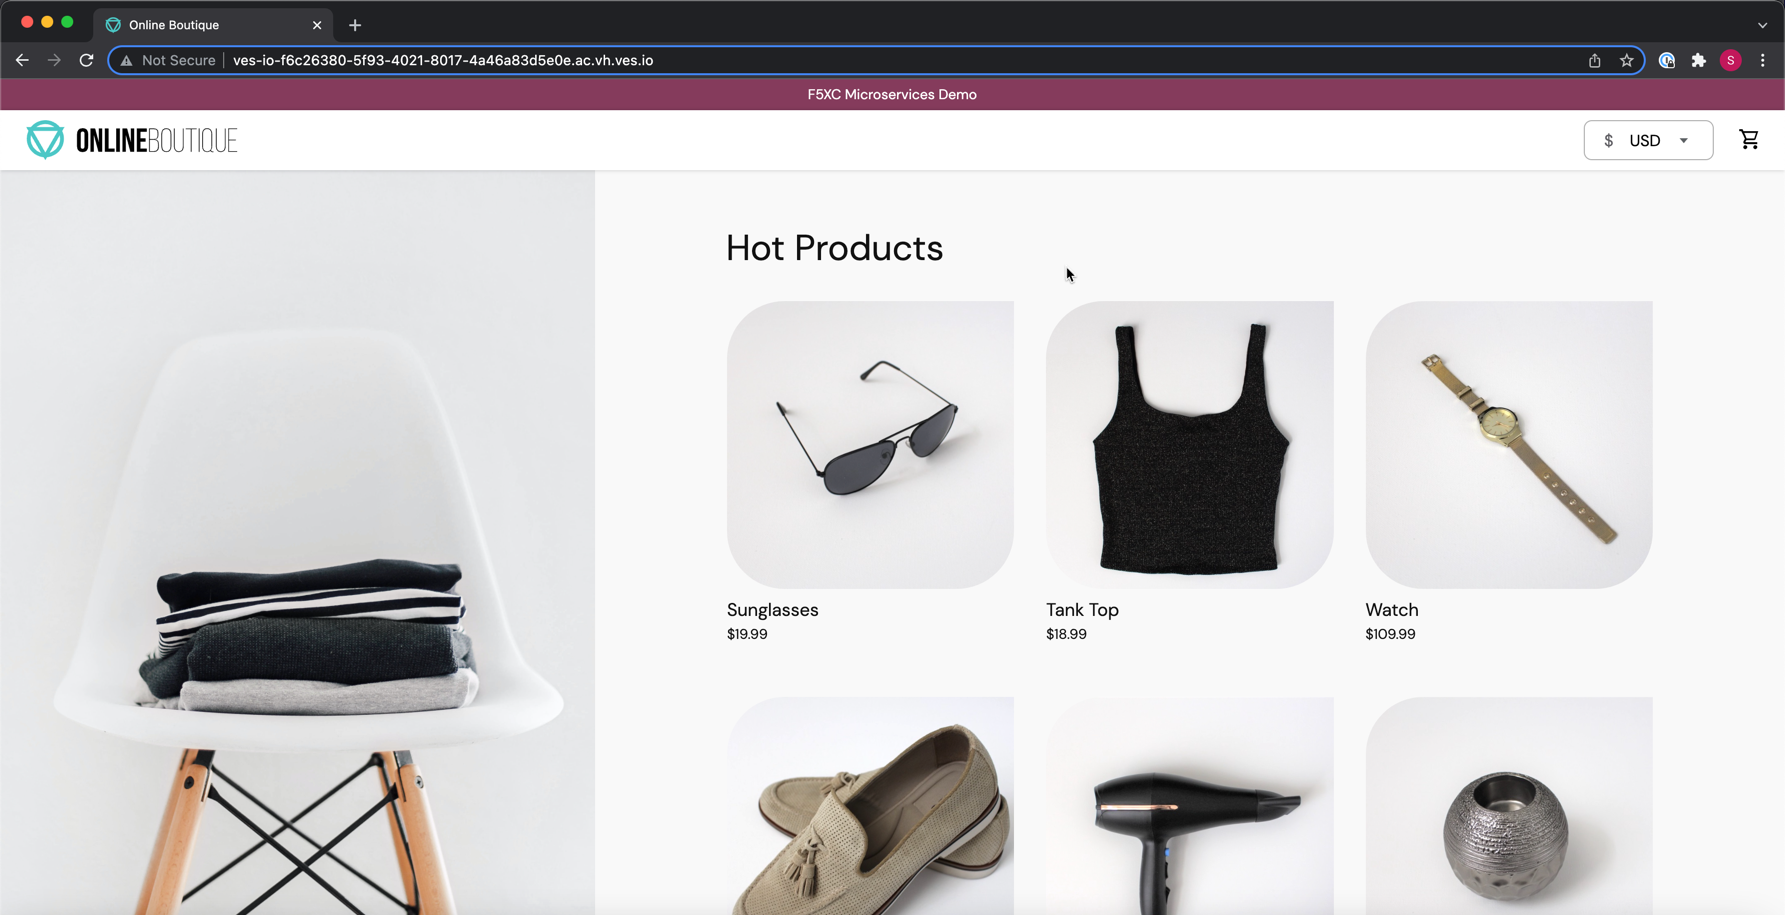 Online Boutique
Not Secure
ves-io-f6c26380-5f93-4021-8017-4a46a83d5e0e.ac.vh.ves.io
S
F5XC Microservices Demo
ONLINEBOUTIQUE
$ USD
Hot Products
Sunglasses
$19.99
Tank Top
$18.99
Watch
$109.99